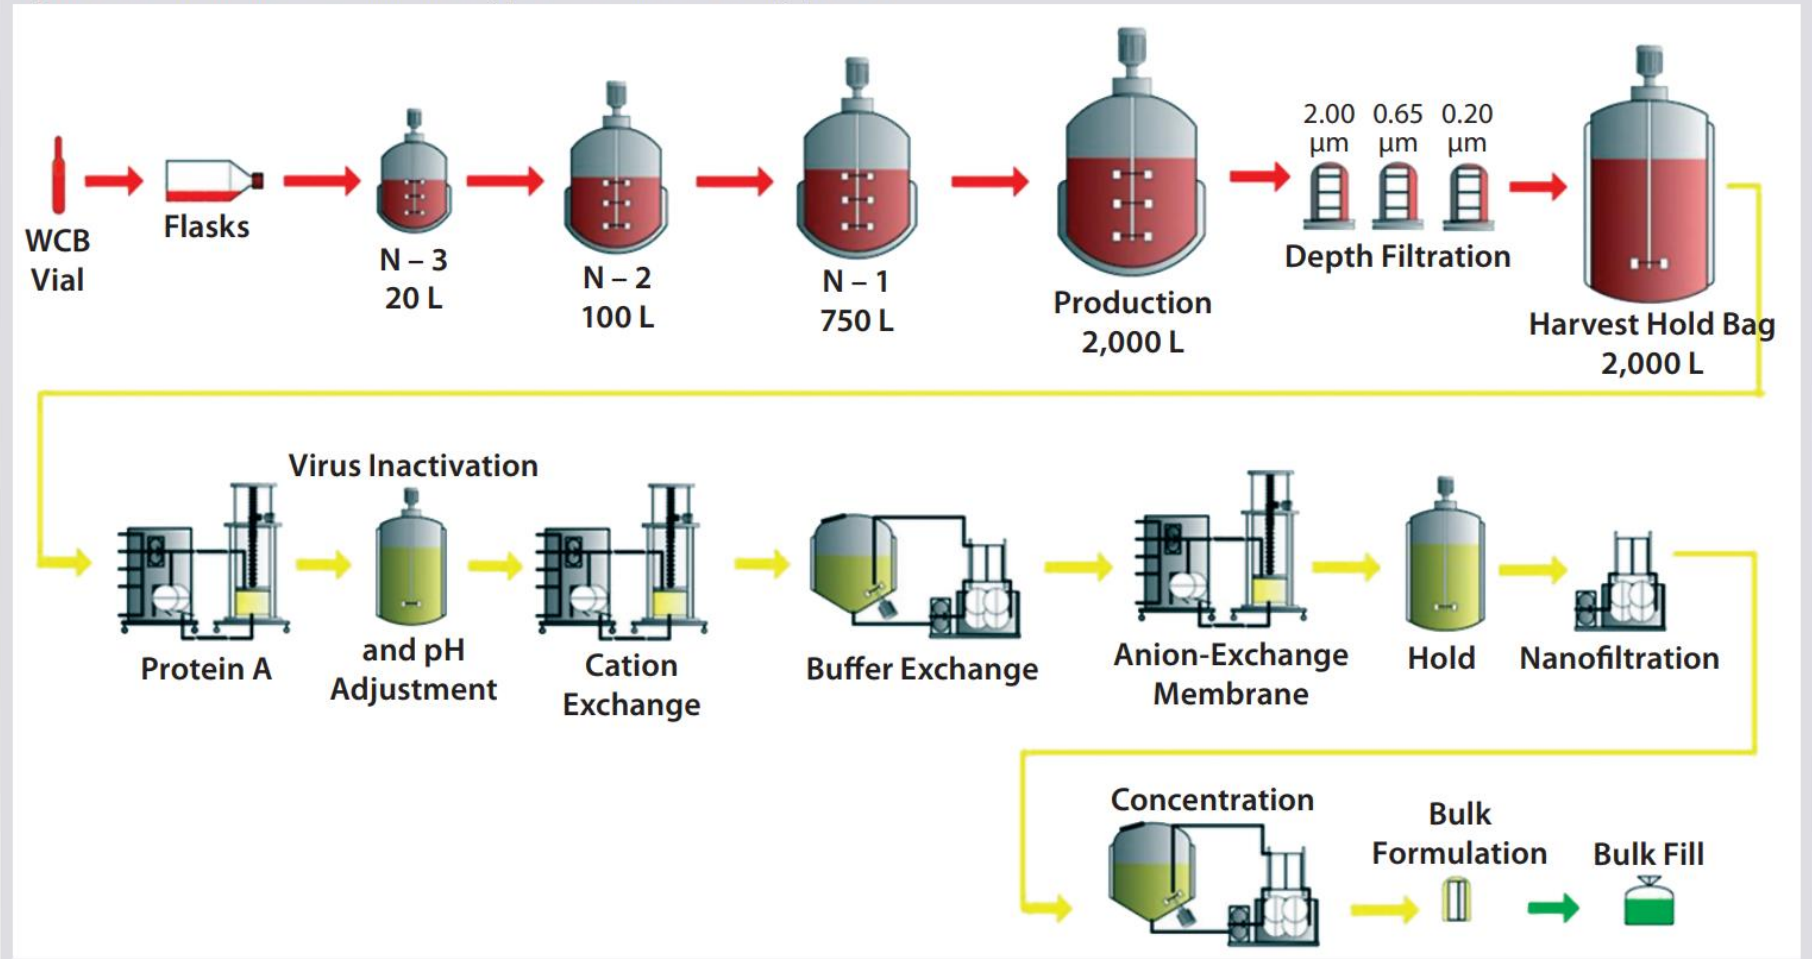 2.00 0.65 0.20
μm μm μm
WCB
Vial
Flasks
N – 3
20 L
N – 2
100 L
N – 1
750 L
Production
2,000 L
Depth Filtration
Harvest Hold Bag
2,000 L
Protein A
Virus Inactivation
and pH
Adjustment
Cation
Exchange
Buffer Exchange
Anion-Exchange
Membrane
Hold
Nanofiltration
Concentration
Bulk
Formulation
Bulk Fill